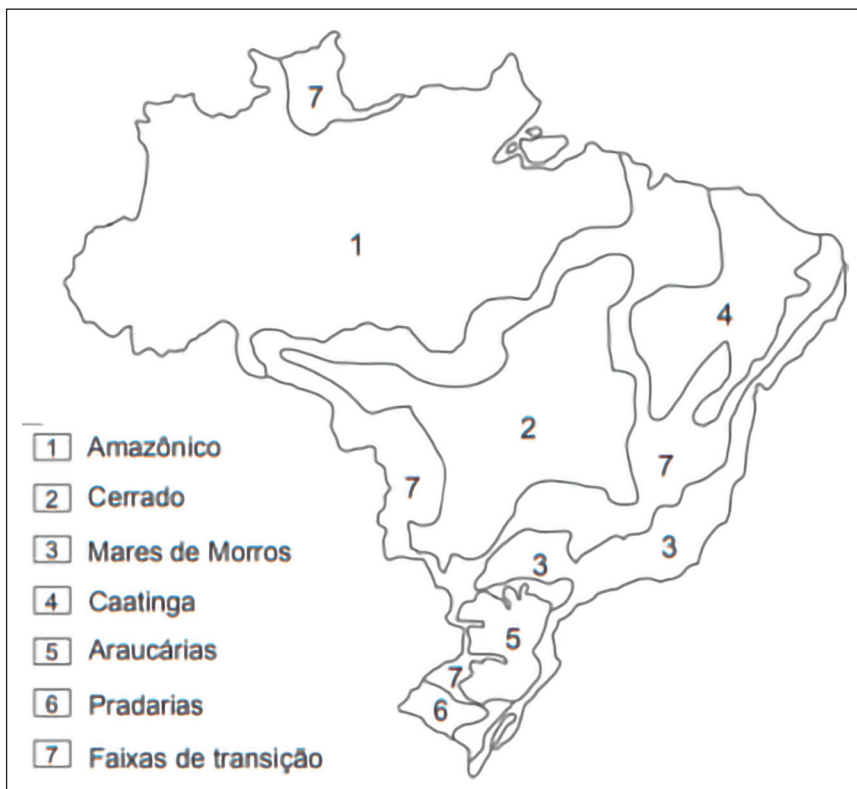 7
1
4
2
7
7
3
3
5
7
6
1 Amazônico
2 Cerrado
3 Mares de Morros
4 Caatinga
5 Araucárias
6 Pradarias
7 Faixas de transição